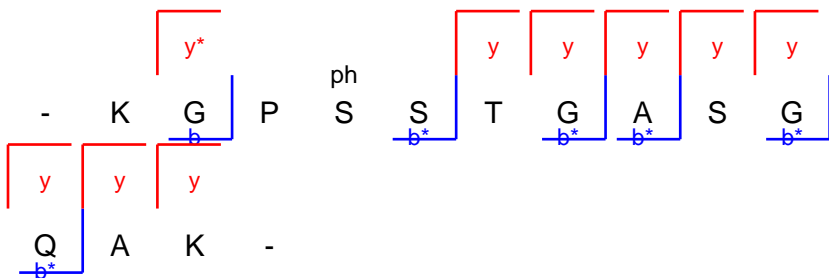 y* y y y y y
ph
- K G P S S T G A S G
b b* b* b* b*
y y y
Q A K -
b*